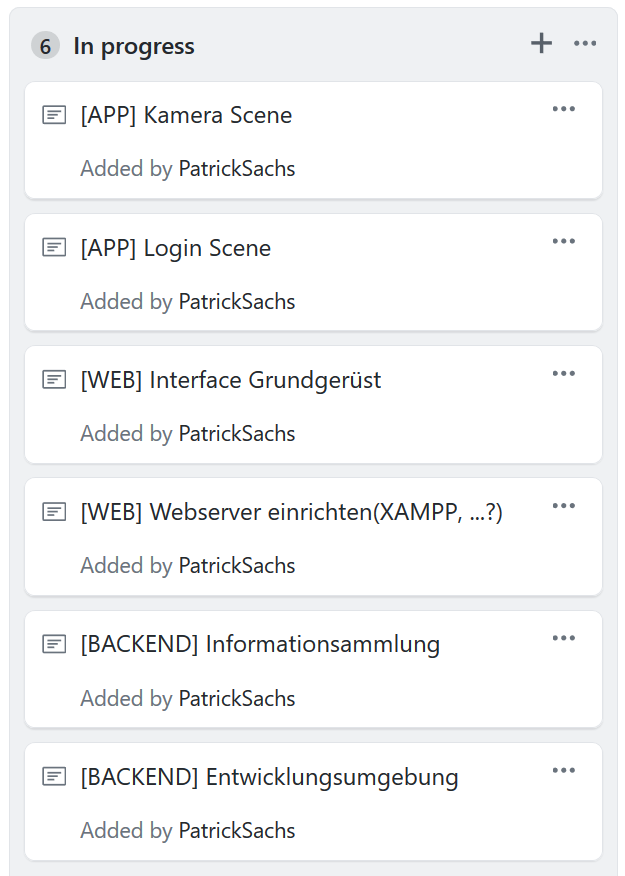 6 In progress
[APP] Kamera Scene
Added by PatrickSachs
[APP] Login Scene
Added by PatrickSachs
[WEB] Interface Grundgerüst
Added by PatrickSachs
[WEB] Webserver einrichten(XAMPP, ...?)
Added by PatrickSachs
[BACKEND] Informationsammlung
Added by PatrickSachs
[BACKEND] Entwicklungsumgebung
Added by PatrickSachs